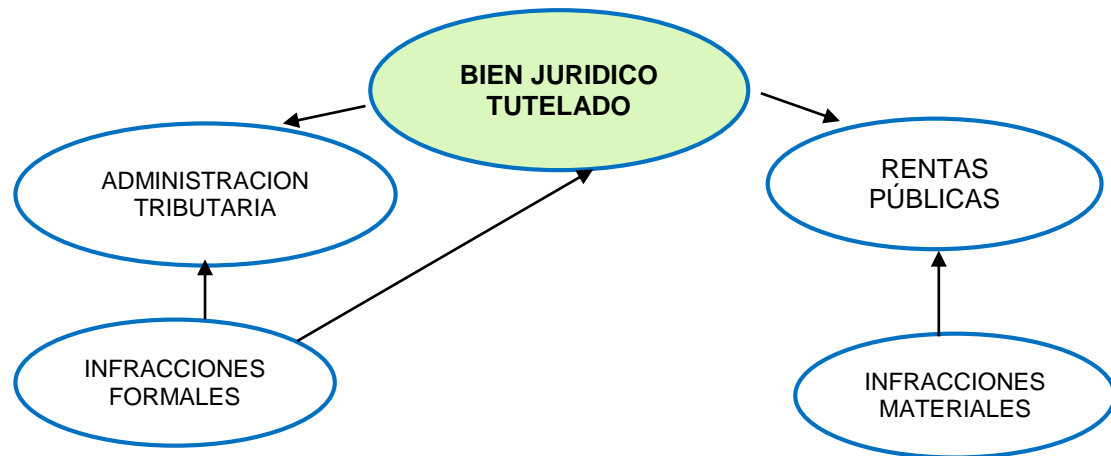 BIEN JURIDICO
TUTELADO
ADMINISTRACION
TRIBUTARIA
RENTAS
PÚBLICAS
INFRACCIONES
FORMALES
INFRACCIONES
MATERIALES